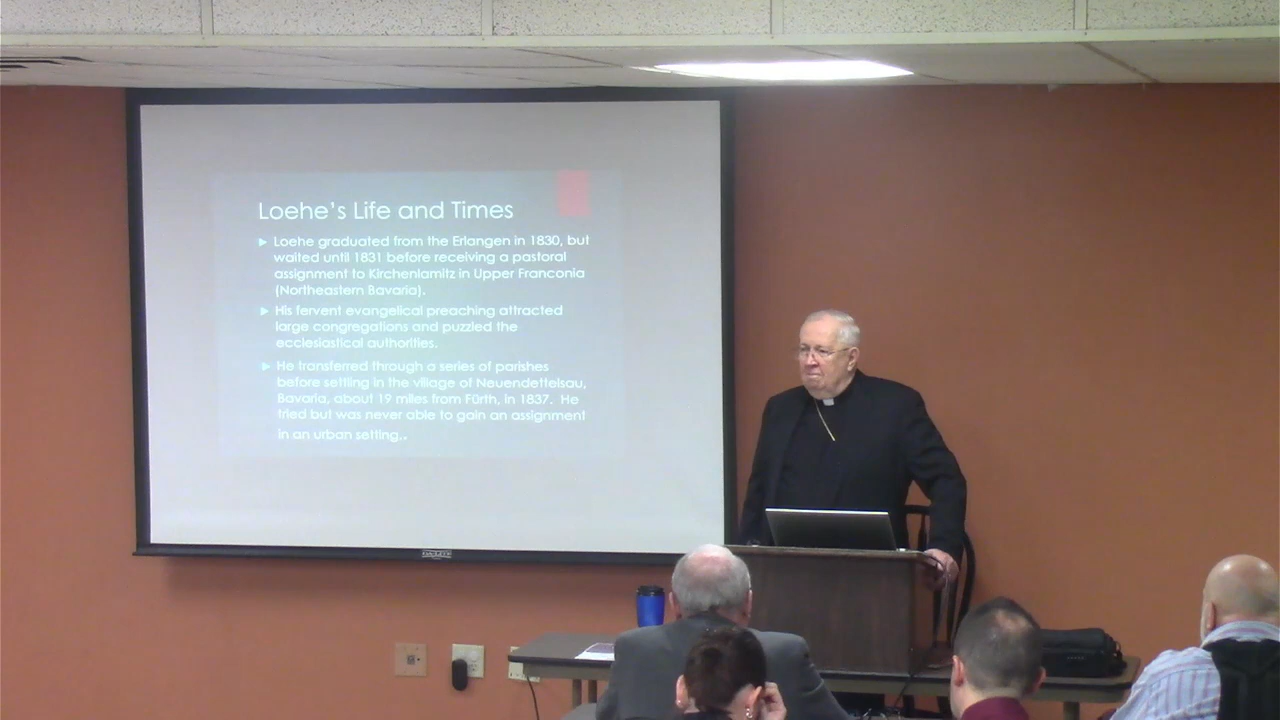 Loehe's Life and Times
Loehe graduated from the Erlangen in 1830, but
waited until 1831 before receiving a pastoral
assignment to Kirchenlamitz in Upper Franconia
(Northeastern Bavaria).
His fervent evangelical preaching attracted
large congregations and puzzled the
ecclesiastical authorities.
He transferred through a series of parishes
before settling in the village of Neuendettelsau,
Bavaria, about 19 miles from Fürth, in 1837. He
tried but was never able to gain an assignment
in an urban setting..
DA-LITE